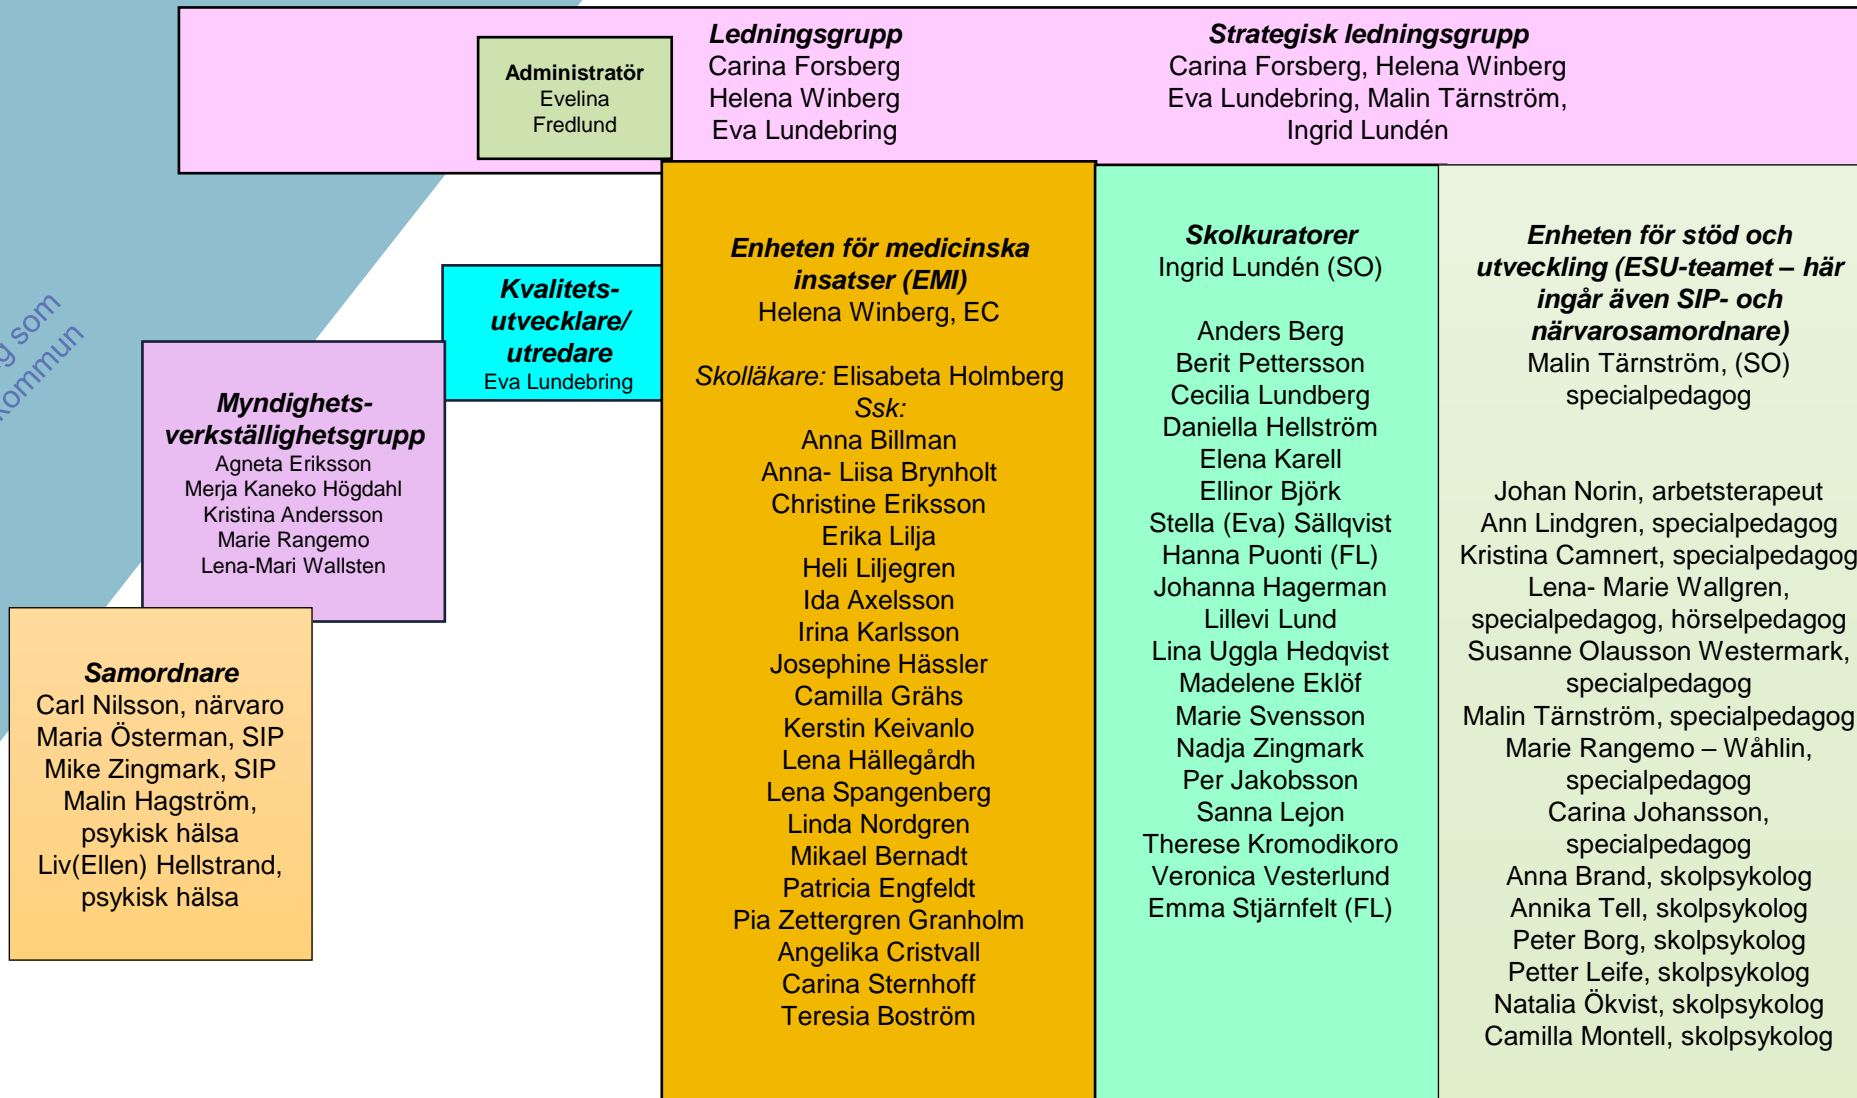 Ledningsgrupp
Carina Forsberg
Helena Winberg
Eva Lundebring
Strategisk ledningsgrupp
Carina Forsberg, Helena Winberg
Eva Lundebring, Malin Tärnström,
Ingrid Lundén
Administratör
Evelina
Fredlund
som
kommun
Kvalitets-
utvecklare/
utredare
Eva Lundebring
Myndighets-
verkställighetsgrupp
Agneta Eriksson
Merja Kaneko Högdahl
Kristina Andersson
Marie Rangemo
Lena-Mari Wallsten
Samordnare
Carl Nilsson, närvaro
Maria Österman, SIP
Mike Zingmark, SIP
Malin Hagström,
psykisk hälsa
Liv(Ellen) Hellstrand,
psykisk hälsa
Enheten för medicinska
insatser (EMI)
Helena Winberg, EC
Skolläkare: Elisabeta Holmberg
Ssk:
Anna Billman
Anna- Liisa Brynholt
Christine Eriksson
Erika Lilja
Heli Liljegren
Ida Axelsson
Irina Karlsson
Josephine Hässler
Camilla Grähs
Kerstin Keivanlo
Lena Hällegårdh
Lena Spangenberg
Linda Nordgren
Mikael Bernadt
Patricia Engfeldt
Pia Zettergren Granholm
Angelika Cristvall
Carina Sternhoff
Teresia Boström
Skolkuratorer
Ingrid Lundén (SO)
Anders Berg
Berit Pettersson
Cecilia Lundberg
Daniella Hellström
Elena Karell
Ellinor Björk
Stella (Eva) Sällqvist
Hanna Puonti (FL)
Johanna Hagerman
Lillevi Lund
Lina Uggla Hedqvist
Madelene Eklöf
Marie Svensson
Nadja Zingmark
Per Jakobsson
Sanna Lejon
Therese Kromodikoro
Veronica Vesterlund
Emma Stjärnfelt (FL)
Enheten för stöd och
utveckling (ESU-teamet – här
ingår även SIP- och
närvarosamordnare)
Malin Tärnström, (SO)
specialpedagog
Johan Norin, arbetsterapeut
Ann Lindgren, specialpedagog
Kristina Camnert, specialpedagog
Lena- Marie Wallgren,
specialpedagog, hörselpedagog
Susanne Olausson Westermark,
specialpedagog
Malin Tärnström, specialpedagog
Marie Rangemo – Wåhlin,
specialpedagog
Carina Johansson,
specialpedagog
Anna Brand, skolpsykolog
Annika Tell, skolpsykolog
Peter Borg, skolpsykolog
Petter Leife, skolpsykolog
Natalia Ökvist, skolpsykolog
Camilla Montell, skolpsykolog